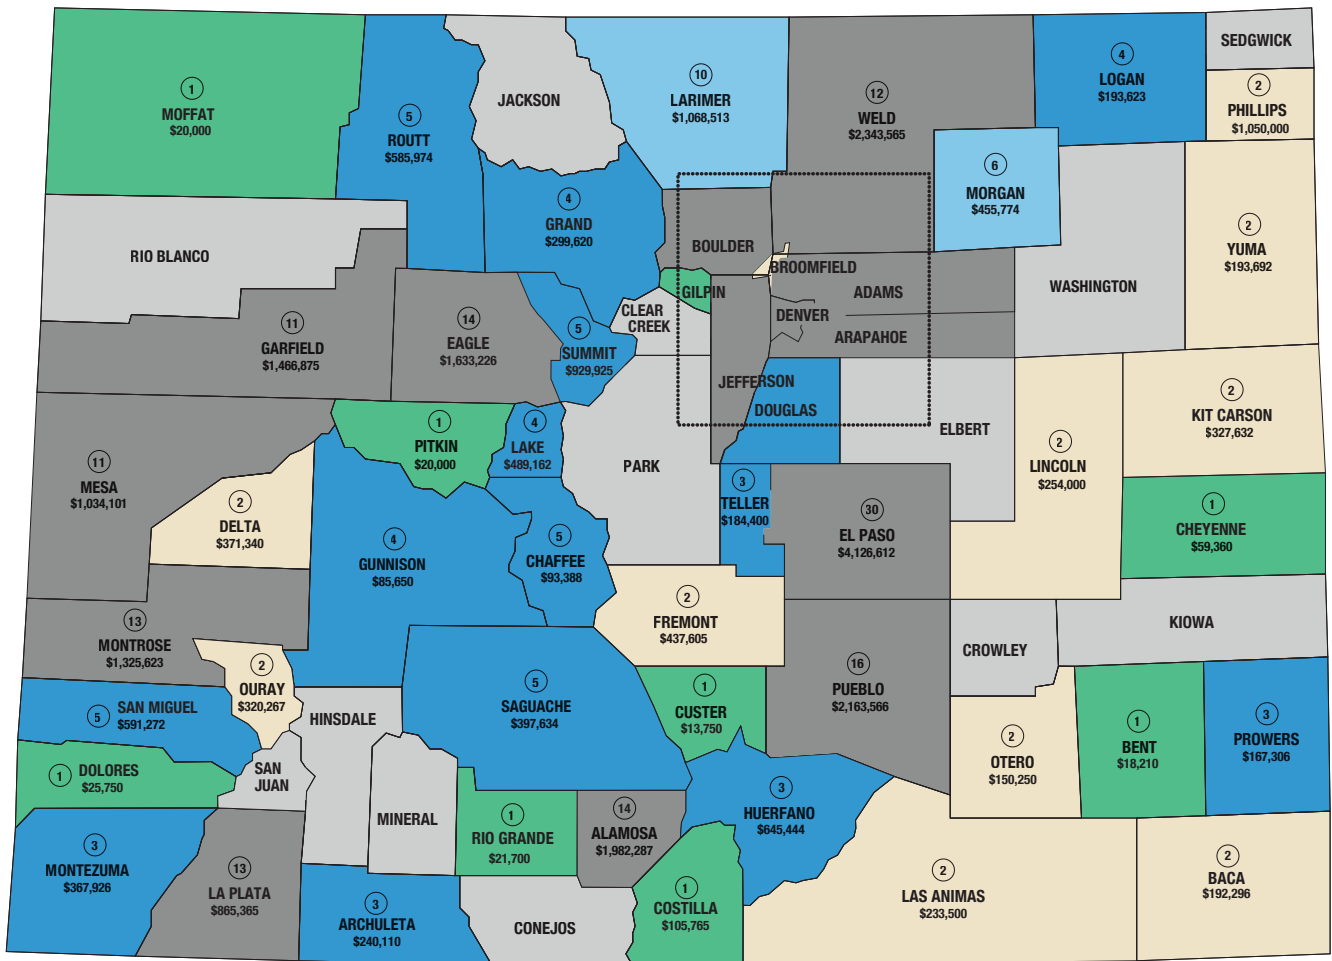 1
MOFFAT
$20,000
5
ROUTT
$585,974
JACKSON
10
LARIMER
$1,068,513
12
WELD
$2,343,565
4
LOGAN
$193,623
SEDGWICK
2
PHILLIPS
$1,050,000
6
MORGAN
$455,774
4
GRAND
$299,620
RIO BLANCO
BOULDER
BROOMFIELD
GILPIN
ADAMS
WASHINGTON
2
YUMA
$193,692
11
GARFIELD
$1,466,875
14
EAGLE
$1,633,226
5
SUMMIT
$929,925
CLEAR
CREEK
DENVER
ARAPAHOE
JEFFERSON
DOUGLAS
ELBERT
2
KIT CARSON
$327,632
1
PITKIN
$20,000
4
LAKE
$489,162
PARK
2
LINCOLN
$254,000
11
MESA
$1,034,101
2
DELTA
$371,340
4
GUNNISON
$85,650
5
CHAFFEE
$93,388
3
TELLER
$184,400
30
EL PASO
$4,126,612
1
CHEYENNE
$59,360
13
MONTROSE
$1,325,623
2
FREMONT
$437,605
KIOWA
CROWLEY
2
OURAY
$320,267
5
SAN MIGUEL
$591,272
HINSDALE
5
SAGUACHE
$397,634
1
CUSTER
$13,750
16
PUEBLO
$2,163,566
2
OTERO
$150,250
1
BENT
$18,210
3
PROWERS
$167,306
1
DOLORES
$25,750
SAN
JUAN
MINERAL
1
RIO GRANDE
$21,700
14
ALAMOSA
$1,982,287
3
HUERFANO
$645,444
3
MONTEZUMA
$367,926
13
LA PLATA
$865,365
3
ARCHULETA
$240,110
CONEJOS
1
COSTILLA
$105,765
2
LAS ANIMAS
$233,500
2
BACA
$192,296